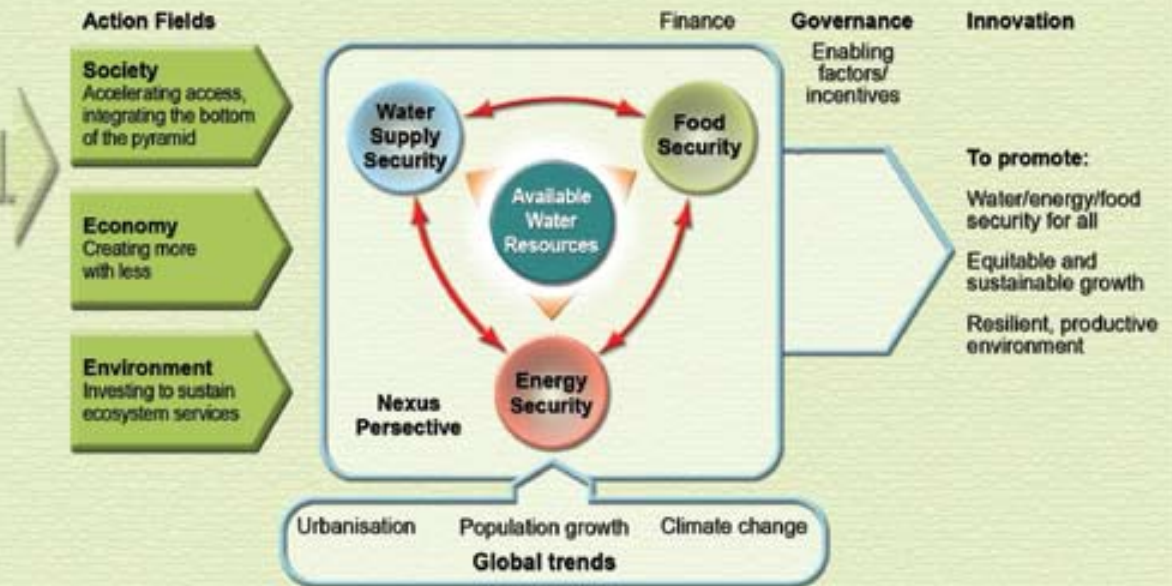 Action Fields
Society
Accelerating access,
integrating the bottom
of the pyramid
Economy
Creating more
with less
Environment
Investing to sustain
ecosystem services
Finance
Governance
Enabling
factors/
incentives
Innovation
Water
Supply
Security
Food
Security
Available
Water
Resources
Energy
Security
Nexus
Persective
To promote:
Water/energy/food
security for all
Equitable and
sustainable growth
Resilient, productive
environment
Urbanisation
Population growth
Climate change
Global trends